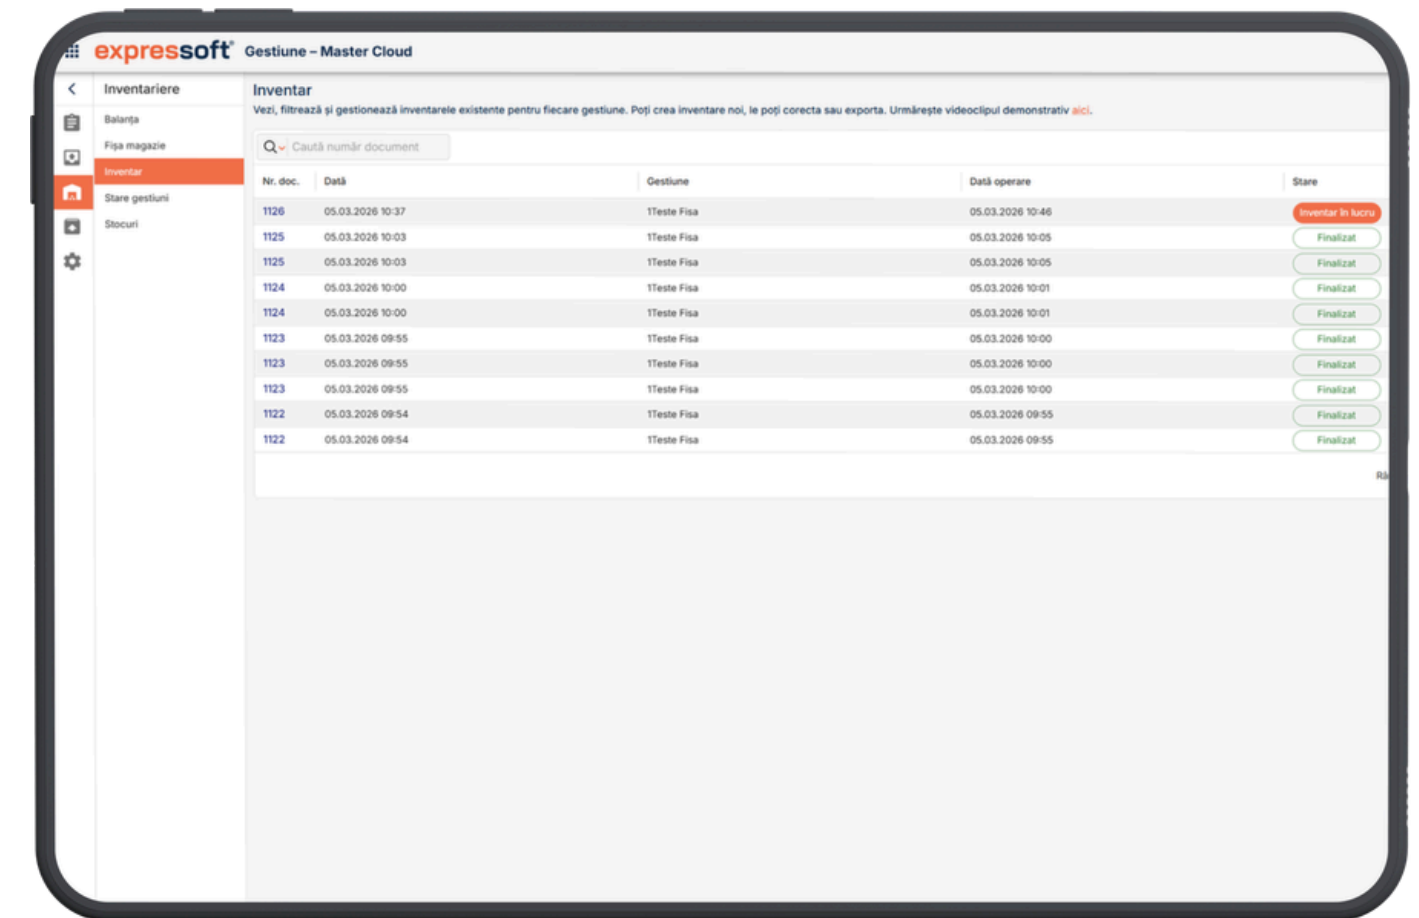 expressoft® Gestiune – Master Cloud
Inventariere
Balanța
Fișa magazie
Inventar
Stare gestiuni
Stocuri
Inventar
Vezi, filtrează și gestionează inventarele existente pentru fiecare gestiune. Poți crea inventare noi, le poți corecta sau exporta. Urmărește videoclipul demonstrativ aici.
Caută număr document
Nr. doc. Dată Gestiune Dată operare Stare
1126 05.03.2026 10:37 1Teste Fisa 05.03.2026 10:46 Inventar în lucru
1125 05.03.2026 10:03 1Teste Fisa 05.03.2026 10:05 Finalizat
1125 05.03.2026 10:03 1Teste Fisa 05.03.2026 10:05 Finalizat
1124 05.03.2026 10:00 1Teste Fisa 05.03.2026 10:01 Finalizat
1124 05.03.2026 10:00 1Teste Fisa 05.03.2026 10:01 Finalizat
1123 05.03.2026 09:55 1Teste Fisa 05.03.2026 10:00 Finalizat
1123 05.03.2026 09:55 1Teste Fisa 05.03.2026 10:00 Finalizat
1123 05.03.2026 09:55 1Teste Fisa 05.03.2026 10:00 Finalizat
1122 05.03.2026 09:54 1Teste Fisa 05.03.2026 09:55 Finalizat
1122 05.03.2026 09:54 1Teste Fisa 05.03.2026 09:55 Finalizat